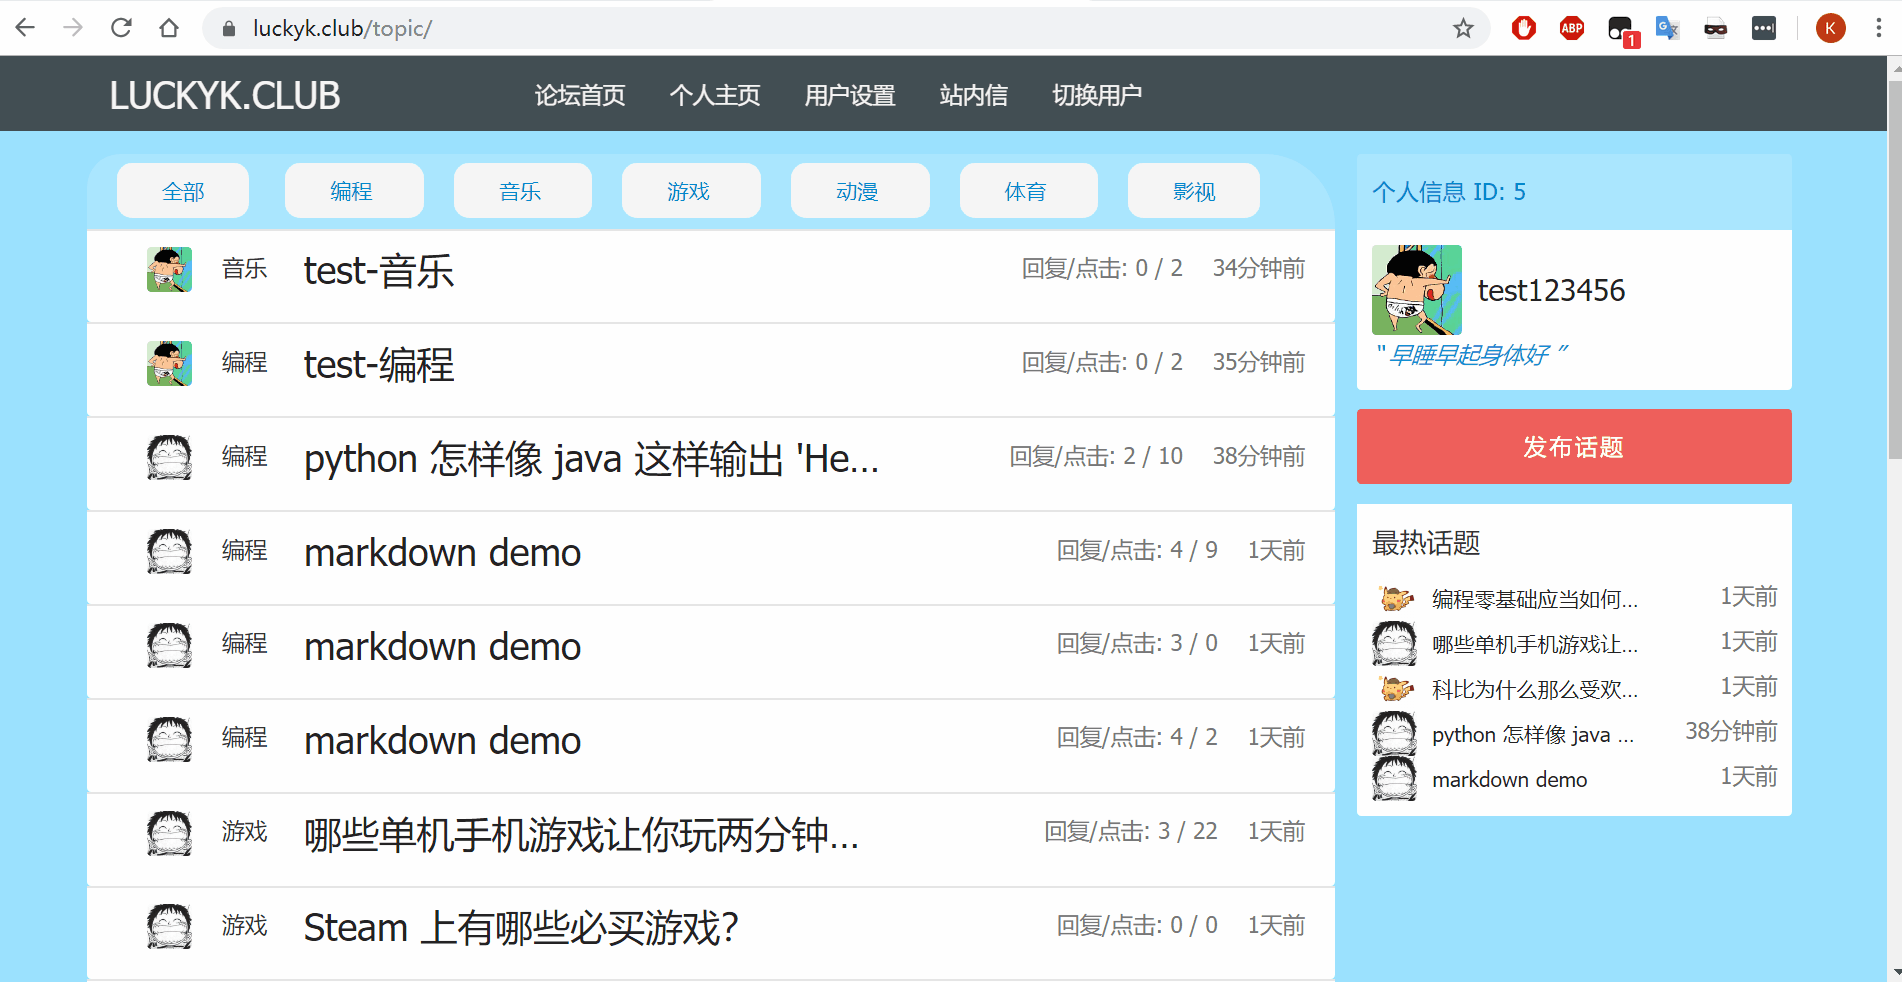 luckyk.club/topic/
ABP
1
K
LUCKYK.CLUB
论坛首页 个人主页 用户设置 站内信 切换用户
全部 编程 音乐 游戏 动漫 体育 影视
音乐 test-音乐 回复/点击: 0 / 2 34分钟前
编程 test-编程 回复/点击: 0 / 2 35分钟前
编程 python 怎样像 java 这样输出 'He... 回复/点击: 2 / 10 38分钟前
编程 markdown demo 回复/点击: 4 / 9 1天前
编程 markdown demo 回复/点击: 3 / 0 1天前
编程 markdown demo 回复/点击: 4 / 2 1天前
游戏 哪些单机手机游戏让你玩两分钟... 回复/点击: 3 / 22 1天前
游戏 Steam 上有哪些必买游戏? 回复/点击: 0 / 0 1天前
个人信息 ID: 5
test123456
“ 早睡早起身体好 ”
发布话题
最热话题
编程零基础应当如何... 1天前
哪些单机手机游戏让... 1天前
科比为什么那么受欢... 1天前
python 怎样像 java ... 38分钟前
markdown demo 1天前